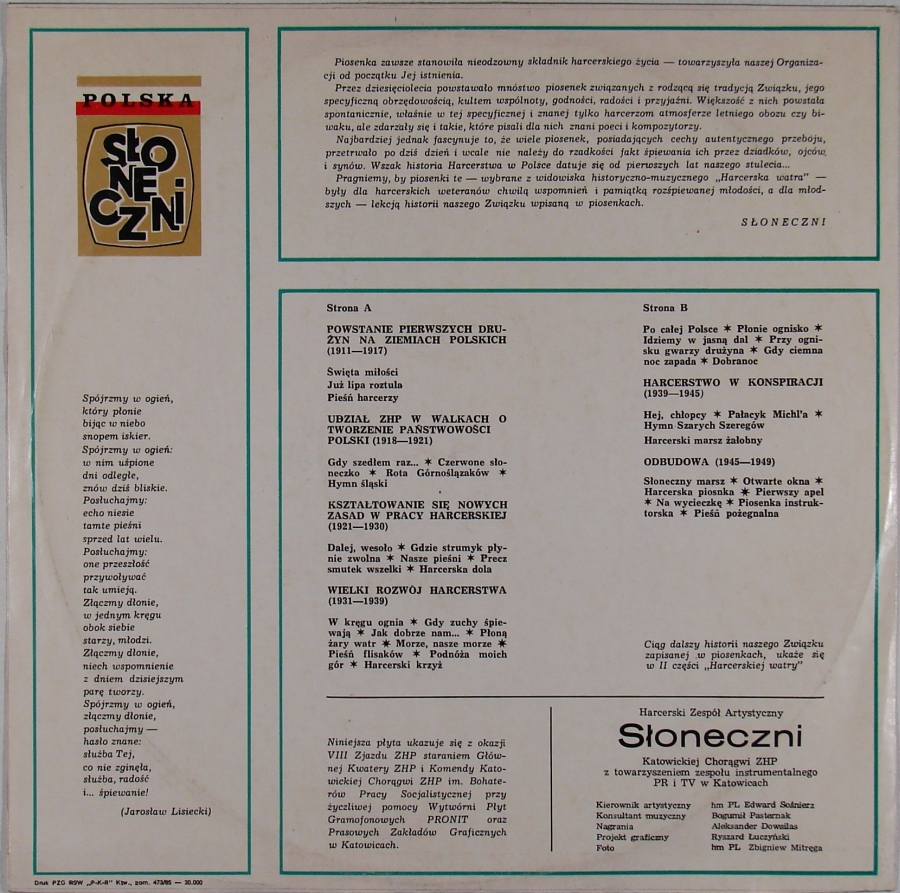 POLSKA
SŁO
NE
CZNI
Spójrzmy w ogień,
który płonie
bijąc w niebo
snopem iskier.
Spójrzmy w ogień:
w nim uśpione
dni odległe,
znów dziś bliskie.
Posłuchajmy:
echo niesie
tamte pieśni
sprzed lat wielu.
Posłuchajmy:
one przeszłość
przywoływać
tak umieją.
Złączmy dłonie,
w jednym kręgu
obok siebie
starzy, młodzi.
Złączmy dłonie,
niech wspomnienie
z dniem dzisiejszym
parę tworzy.
Spójrzmy w ogień,
złączmy dłonie,
posłuchajmy —
hasło znane:
służba Tej,
co nie zginęła,
służba, radość
i... śpiewanie!
(Jarosław Lisiecki)
Druk PZG RSW „P-K-R” Ktw., zam. 473/85 — 30.000
Piosenka zawsze stanowiła nieodzowny składnik harcerskiego życia — towarzyszyła naszej Organiza-
cji od początku Jej istnienia.
Przez dziesięciolecia powstawało mnóstwo piosenek związanych z rodzącą się tradycją Związku, jego
specyficzną obrzędowością, kultem wspólnoty, godności, radości i przyjaźni. Większość z nich powstała
spontanicznie, właśnie w tej specyficznej i znanej tylko harcerzom atmosferze letniego obozu czy bi-
waku, ale zdarzały się i takie, które pisali dla nich znani poeci i kompozytorzy.
Najbardziej jednak fascynuje to, że wiele piosenek, posiadających cechy autentycznego przeboju,
przetrwało po dziś dzień i wcale nie należy do rzadkości fakt śpiewania ich przez dziadków, ojców
i synów. Wszak historia Harcerstwa w Polsce datuje się od pierwszych lat naszego stulecia...
Pragniemy, by piosenki te — wybrane z widowiska historyczno-muzycznego „Harcerska watra” —
były dla harcerskich weteranów chwilą wspomnień i pamiątką rozśpiewanej młodości, a dla młod-
szych — lekcją historii naszego Związku wpisaną w piosenkach.
SŁONECZNI
Strona A
POWSTANIE PIERWSZYCH DRU-
ŻYN NA ZIEMIACH POLSKICH
(1911—1917)
Święta miłości
Już lipa roztula
Pieśń harcerzy
UDZIAŁ ZHP W WALKACH O
TWORZENIE PAŃSTWOWOŚCI
POLSKI (1918—1921)
Gdy szedłem raz... ✶ Czerwone sło-
neczko ✶ Rota Górnoślązaków ✶
Hymn śląski
KSZTAŁTOWANIE SIĘ NOWYCH
ZASAD W PRACY HARCERSKIEJ
(1921—1930)
Dalej, wesoło ✶ Gdzie strumyk pły-
nie zwolna ✶ Nasze pieśni ✶ Precz
smutek wszelki ✶ Harcerska dola
WIELKI ROZWÓJ HARCERSTWA
(1931—1939)
W kręgu ognia ✶ Gdy zuchy śpie-
wają ✶ Jak dobrze nam... ✶ Płoną
żary watr ✶ Morze, nasze morze ✶
Pieśń flisaków ✶ Podnóża moich
gór ✶ Harcerski krzyż
Strona B
Po całej Polsce ✶ Płonie ognisko ✶
Idziemy w jasną dal ✶ Przy ogni-
sku gwarzy drużyna ✶ Gdy ciemna
noc zapada ✶ Dobranoc
HARCERSTWO W KONSPIRACJI
(1939—1945)
Hej, chłopcy ✶ Pałacyk Michl'a ✶
Hymn Szarych Szeregów
Harcerski marsz żałobny
ODBUDOWA (1945—1949)
Słoneczny marsz ✶ Otwarte okna ✶
Harcerska piosnka ✶ Pierwszy apel
✶ Na wycieczkę ✶ Piosenka instruk-
torska ✶ Pieśń pożegnalna
Ciąg dalszy historii naszego Związku
zapisanej w piosenkach, ukaże się
w II części „Harcerskiej watry”
Niniejsza płyta ukazuje się z okazji
VIII Zjazdu ZHP staraniem Głów-
nej Kwatery ZHP i Komendy Kato-
wickiej Chorągwi ZHP im. Bohate-
rów Pracy Socjalistycznej przy
życzliwej pomocy Wytwórni Płyt
Gramofonowych PRONIT oraz
Prasowych Zakładów Graficznych
w Katowicach.
Harcerski Zespół Artystyczny
Słoneczni
Katowickiej Chorągwi ZHP
z towarzyszeniem zespołu instrumentalnego
PR i TV w Katowicach
Kierownik artystyczny hm PL Edward Sośnierz
Konsultant muzyczny Bogumił Pasternak
Nagrania Aleksander Dowsilas
Projekt graficzny Ryszard Łuczyński
Foto hm PL Zbigniew Mitręga